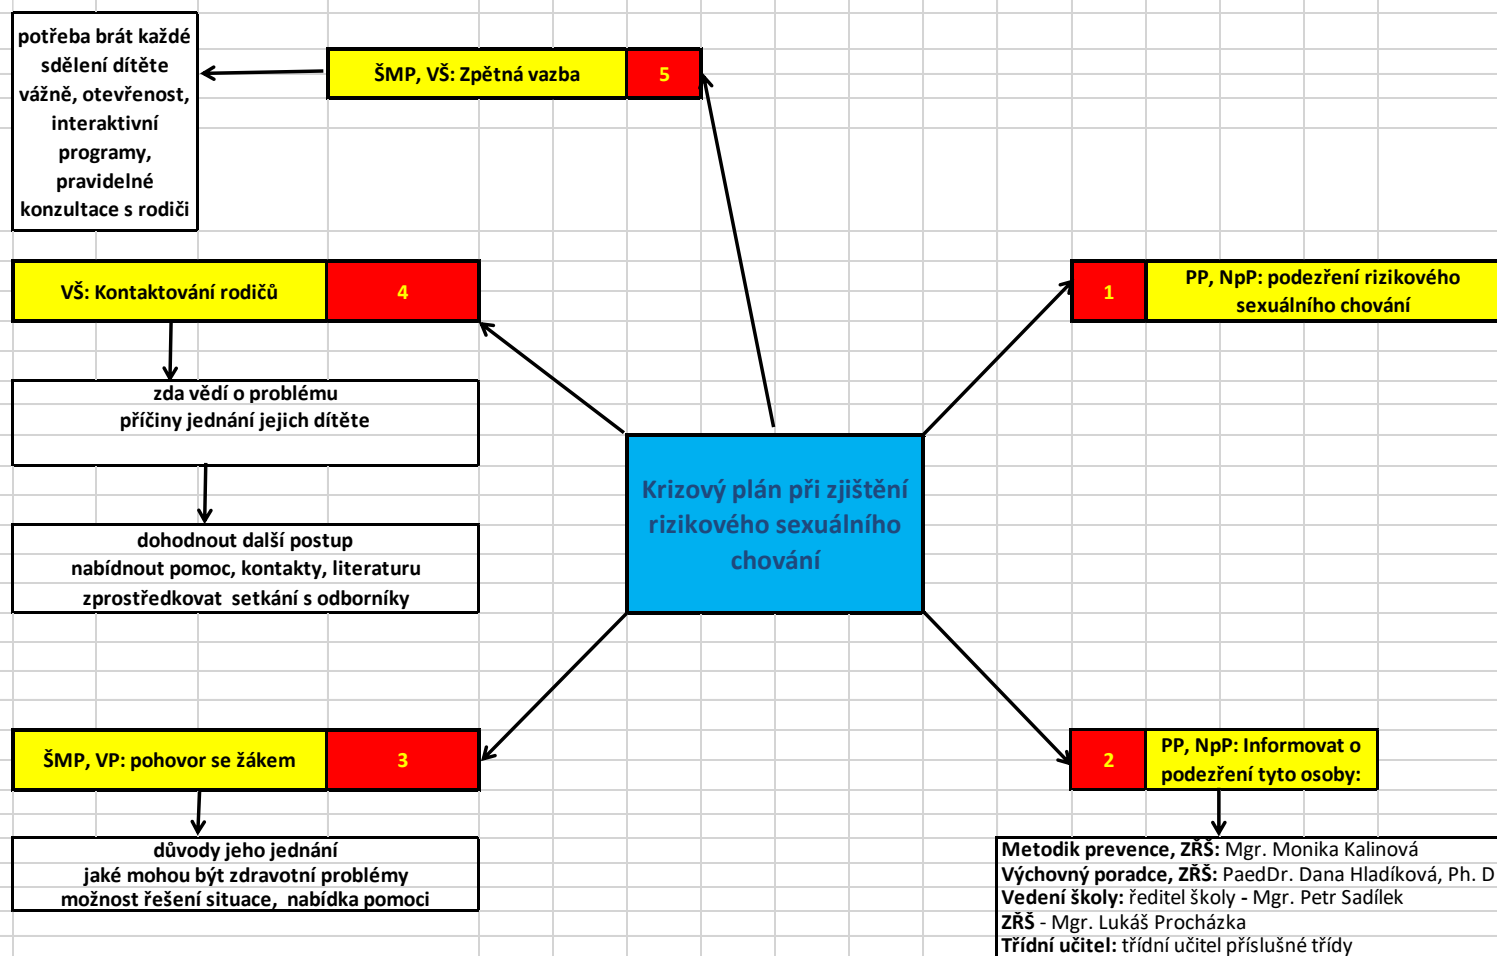 potřeba brát každé
sdělení dítěte
vážně, otevřenost,
interaktivní
programy,
pravidelné
konzultace s rodiči
ŠMP, VŠ: Zpětná vazba 5
VŠ: Kontaktování rodičů 4
zda vědí o problému
příčiny jednání jejich dítěte
dohodnout další postup
nabídnout pomoc, kontakty, literaturu
zprostředkovat setkání s odborníky
1 PP, NpP: podezření rizikového
sexuálního chování
Krizový plán při zjištění
rizikového sexuálního
chování
ŠMP, VP: pohovor se žákem 3
důvody jeho jednání
jaké mohou být zdravotní problémy
možnost řešení situace, nabídka pomoci
2 PP, NpP: Informovat o
podezření tyto osoby:
Metodik prevence, ZŘŠ: Mgr. Monika Kalinová
Výchovný poradce, ZŘŠ: PaedDr. Dana Hladíková, Ph. D
Vedení školy: ředitel školy - Mgr. Petr Sadílek
ZŘŠ - Mgr. Lukáš Procházka
Třídní učitel: třídní učitel příslušné třídy